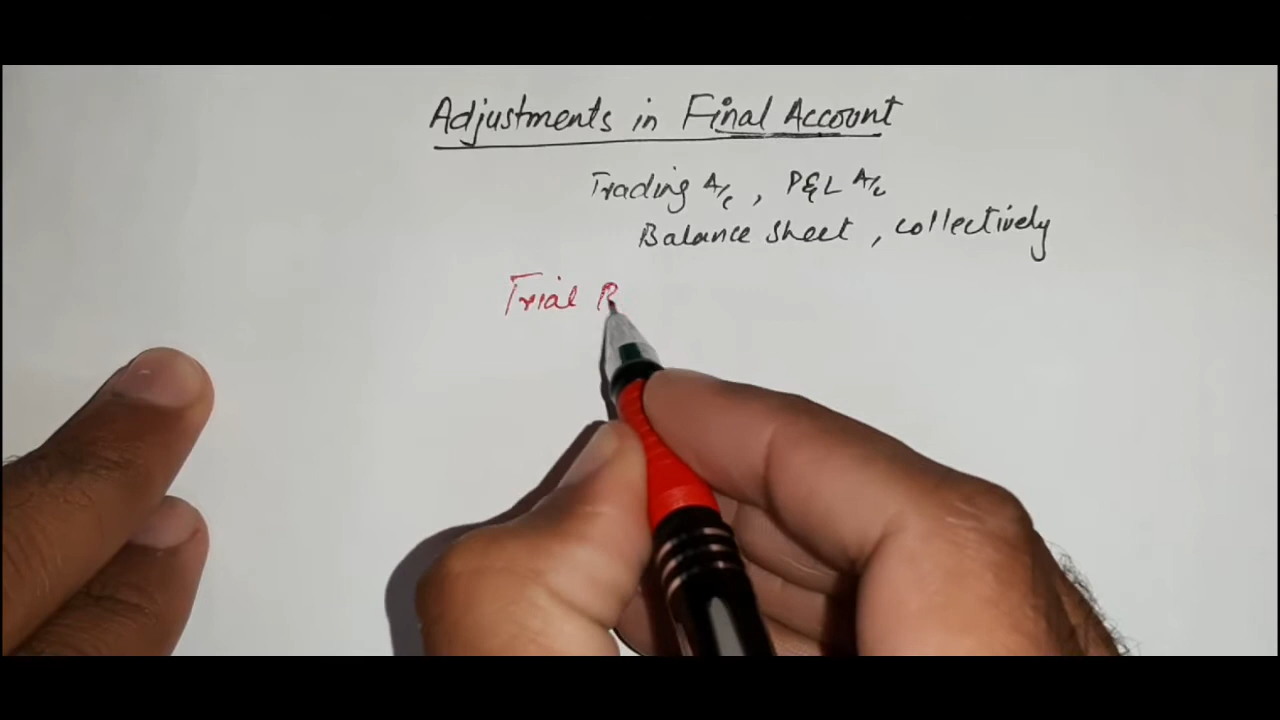 Adjustments in Final Account
Trading A/c, P&L A/c
Balance Sheet, collectively
Trial B